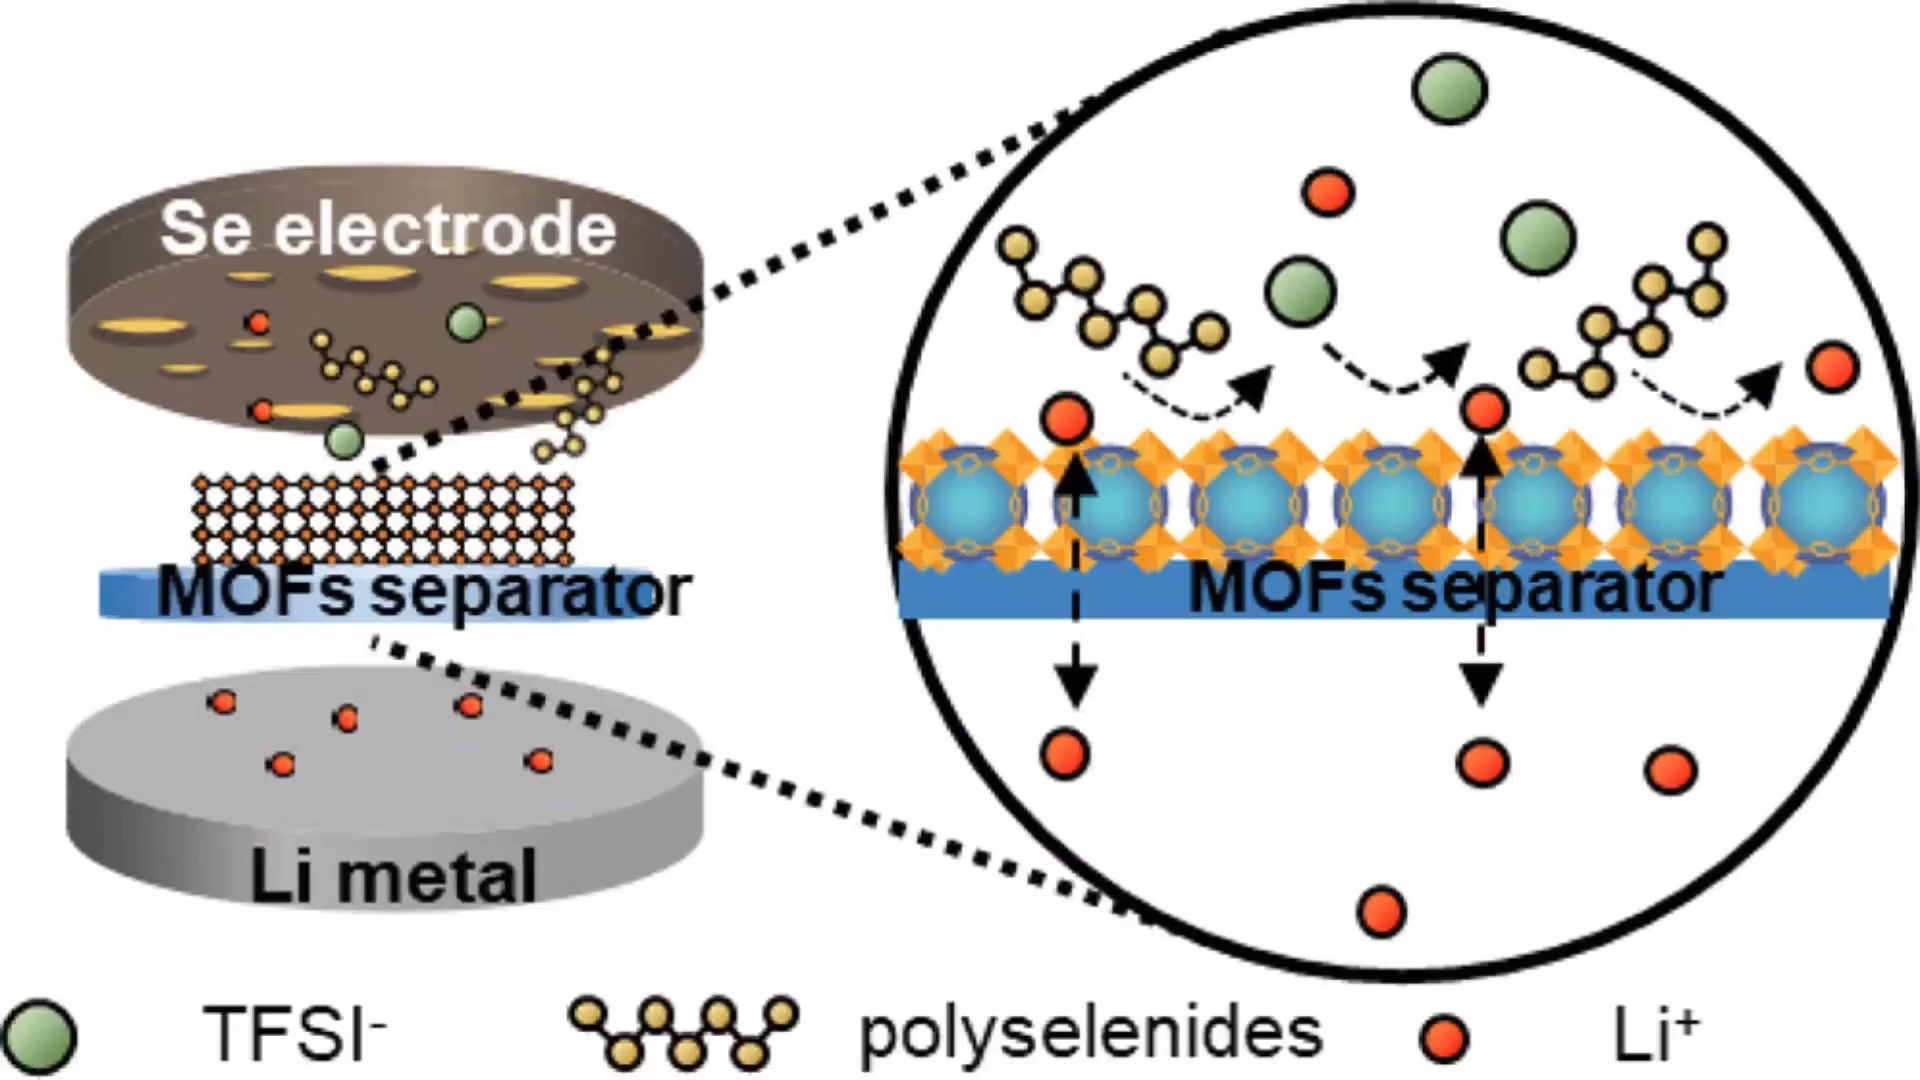 Se electrode
MOFs separator
Li metal
MOFs separator
TFSI⁻
polyselenides
Li⁺